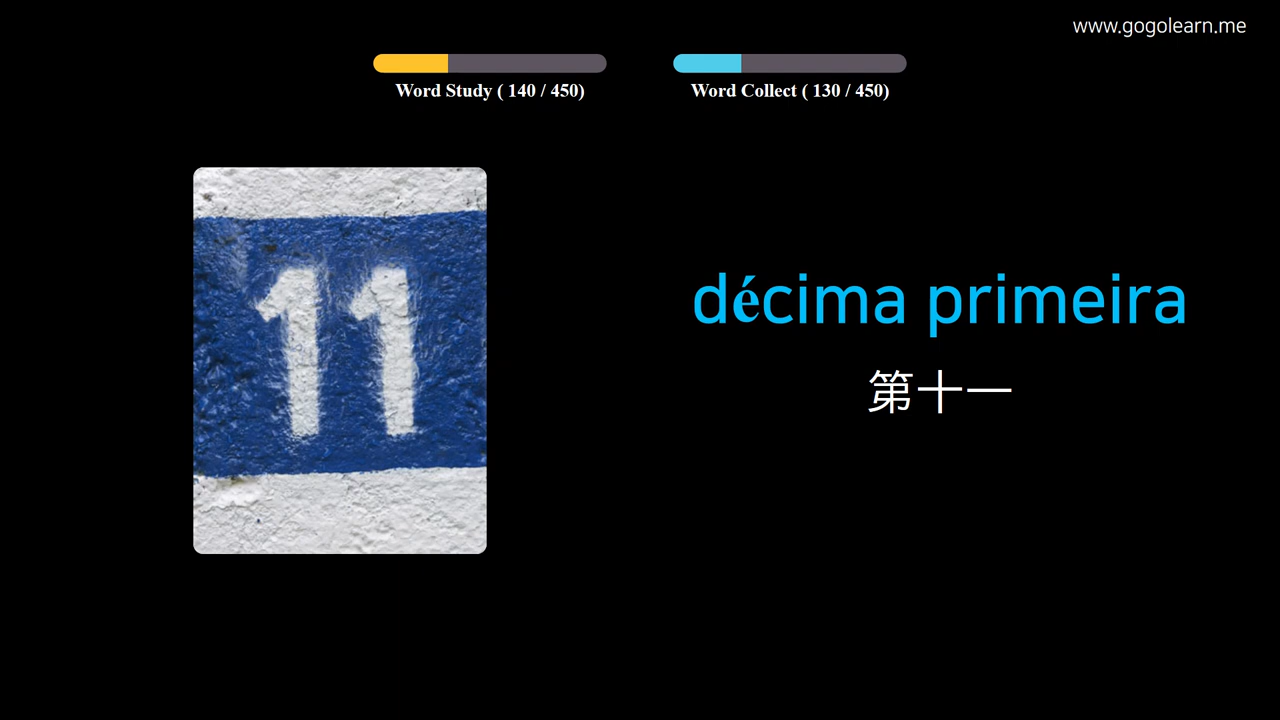 www.gogolearn.me
Word Study ( 140 / 450)
Word Collect ( 130 / 450)
11
décima primeira
第十一